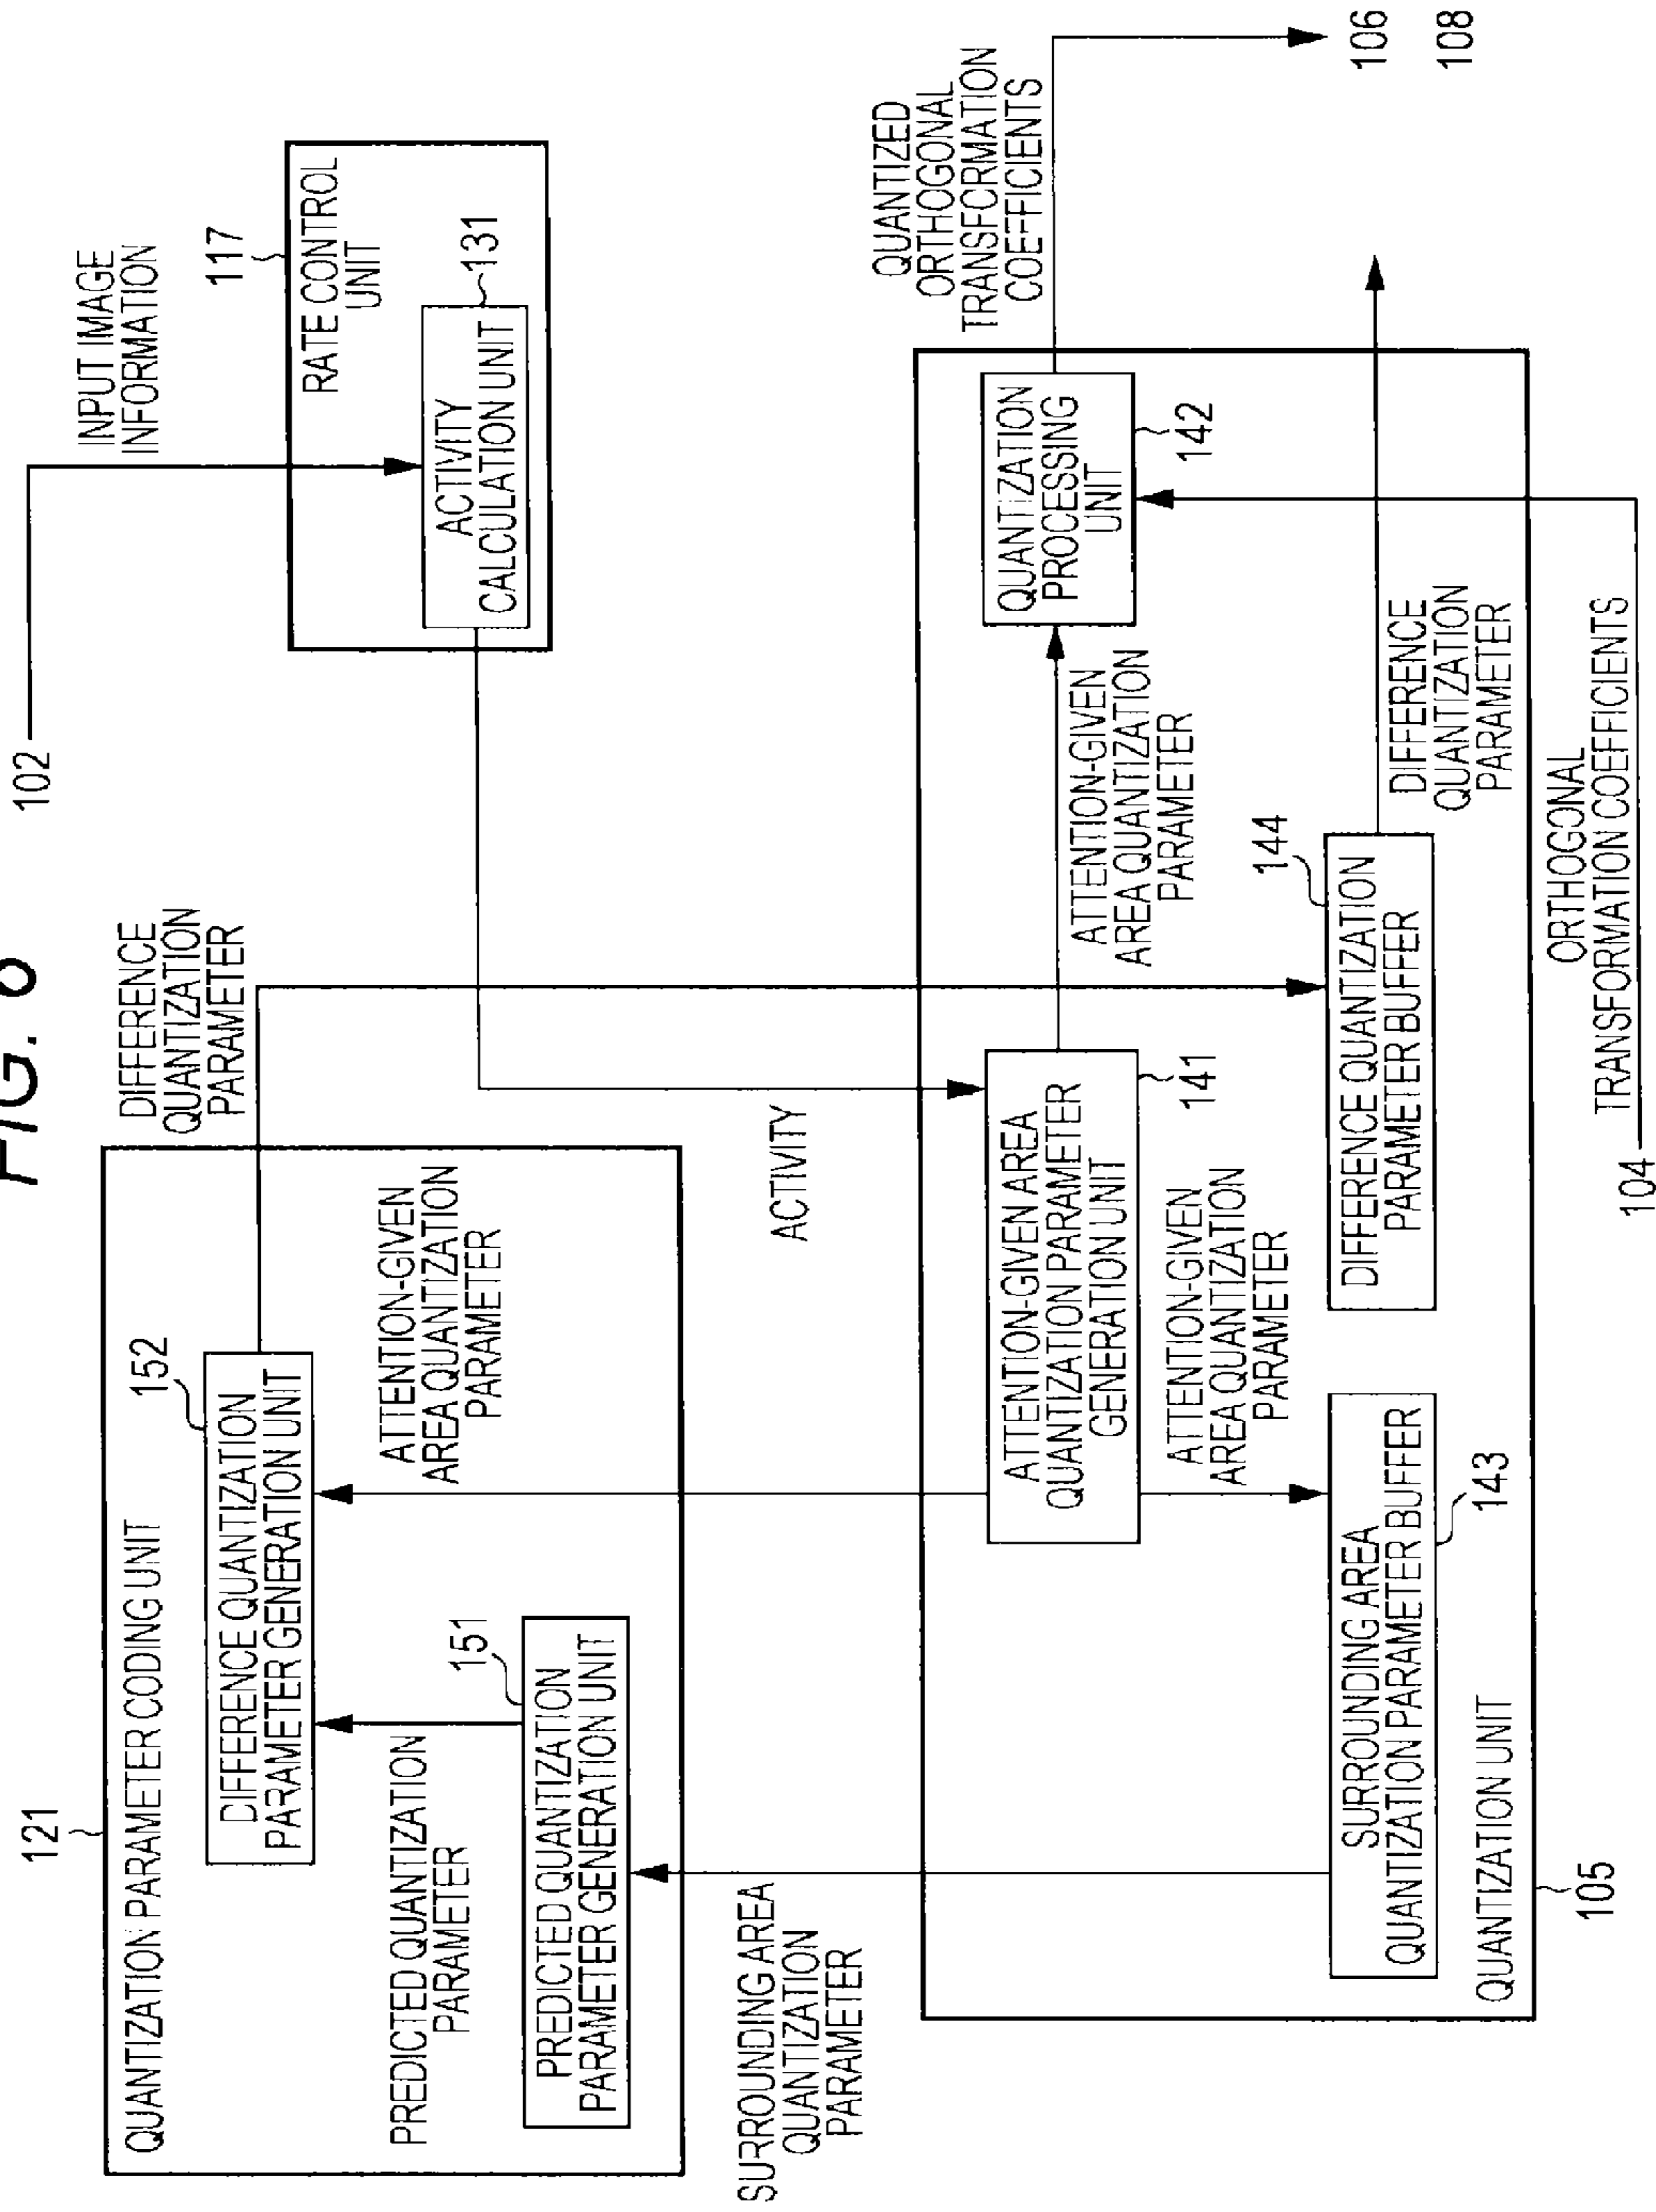 FIG. 8
102
INPUT IMAGE
INFORMATION
117
RATE CONTROL
UNIT
ACTIVITY
CALCULATION UNIT
131
121
QUANTIZATION PARAMETER CODING UNIT
152
DIFFERENCE QUANTIZATION
PARAMETER GENERATION UNIT
DIFFERENCE
QUANTIZATION
PARAMETER
PREDICTED QUANTIZATION
PARAMETER
ATTENTION-GIVEN
AREA QUANTIZATION
PARAMETER
151
PREDICTED QUANTIZATION
PARAMETER GENERATION UNIT
SURROUNDING AREA
QUANTIZATION
PARAMETER
ACTIVITY
QUANTIZED
ORTHOGONAL
TRANSFORMATION
COEFFICIENTS
ATTENTION-GIVEN AREA
QUANTIZATION PARAMETER
GENERATION UNIT
141
ATTENTION-GIVEN
AREA QUANTIZATION
PARAMETER
QUANTIZATION
PROCESSING
UNIT
142
ATTENTION-GIVEN
AREA QUANTIZATION
PARAMETER
SURROUNDING AREA
QUANTIZATION PARAMETER BUFFER
143
144
DIFFERENCE QUANTIZATION
PARAMETER BUFFER
DIFFERENCE
QUANTIZATION
PARAMETER
106
108
QUANTIZATION UNIT
105
ORTHOGONAL
TRANSFORMATION COEFFICIENTS
104